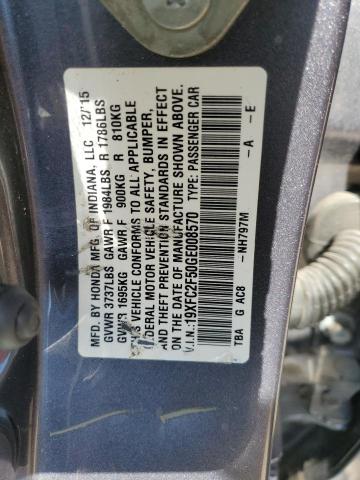 MFD. BY HONDA MFG. OF INDIANA, LLC 12/15
GVWR 3737LBS GAWR F 1984LBS R 1786LBS
GVWR 1695KG GAWR F 900KG R 810KG
THIS VEHICLE CONFORMS TO ALL APPLICABLE
FEDERAL MOTOR VEHICLE SAFETY, BUMPER,
AND THEFT PREVENTION STANDARDS IN EFFECT
ON THE DATE OF MANUFACTURE SHOWN ABOVE.
V.I.N.:19XFC2F50GE008570 TYPE: PASSENGER CAR
TBA G AC8 -NH797M -A -E